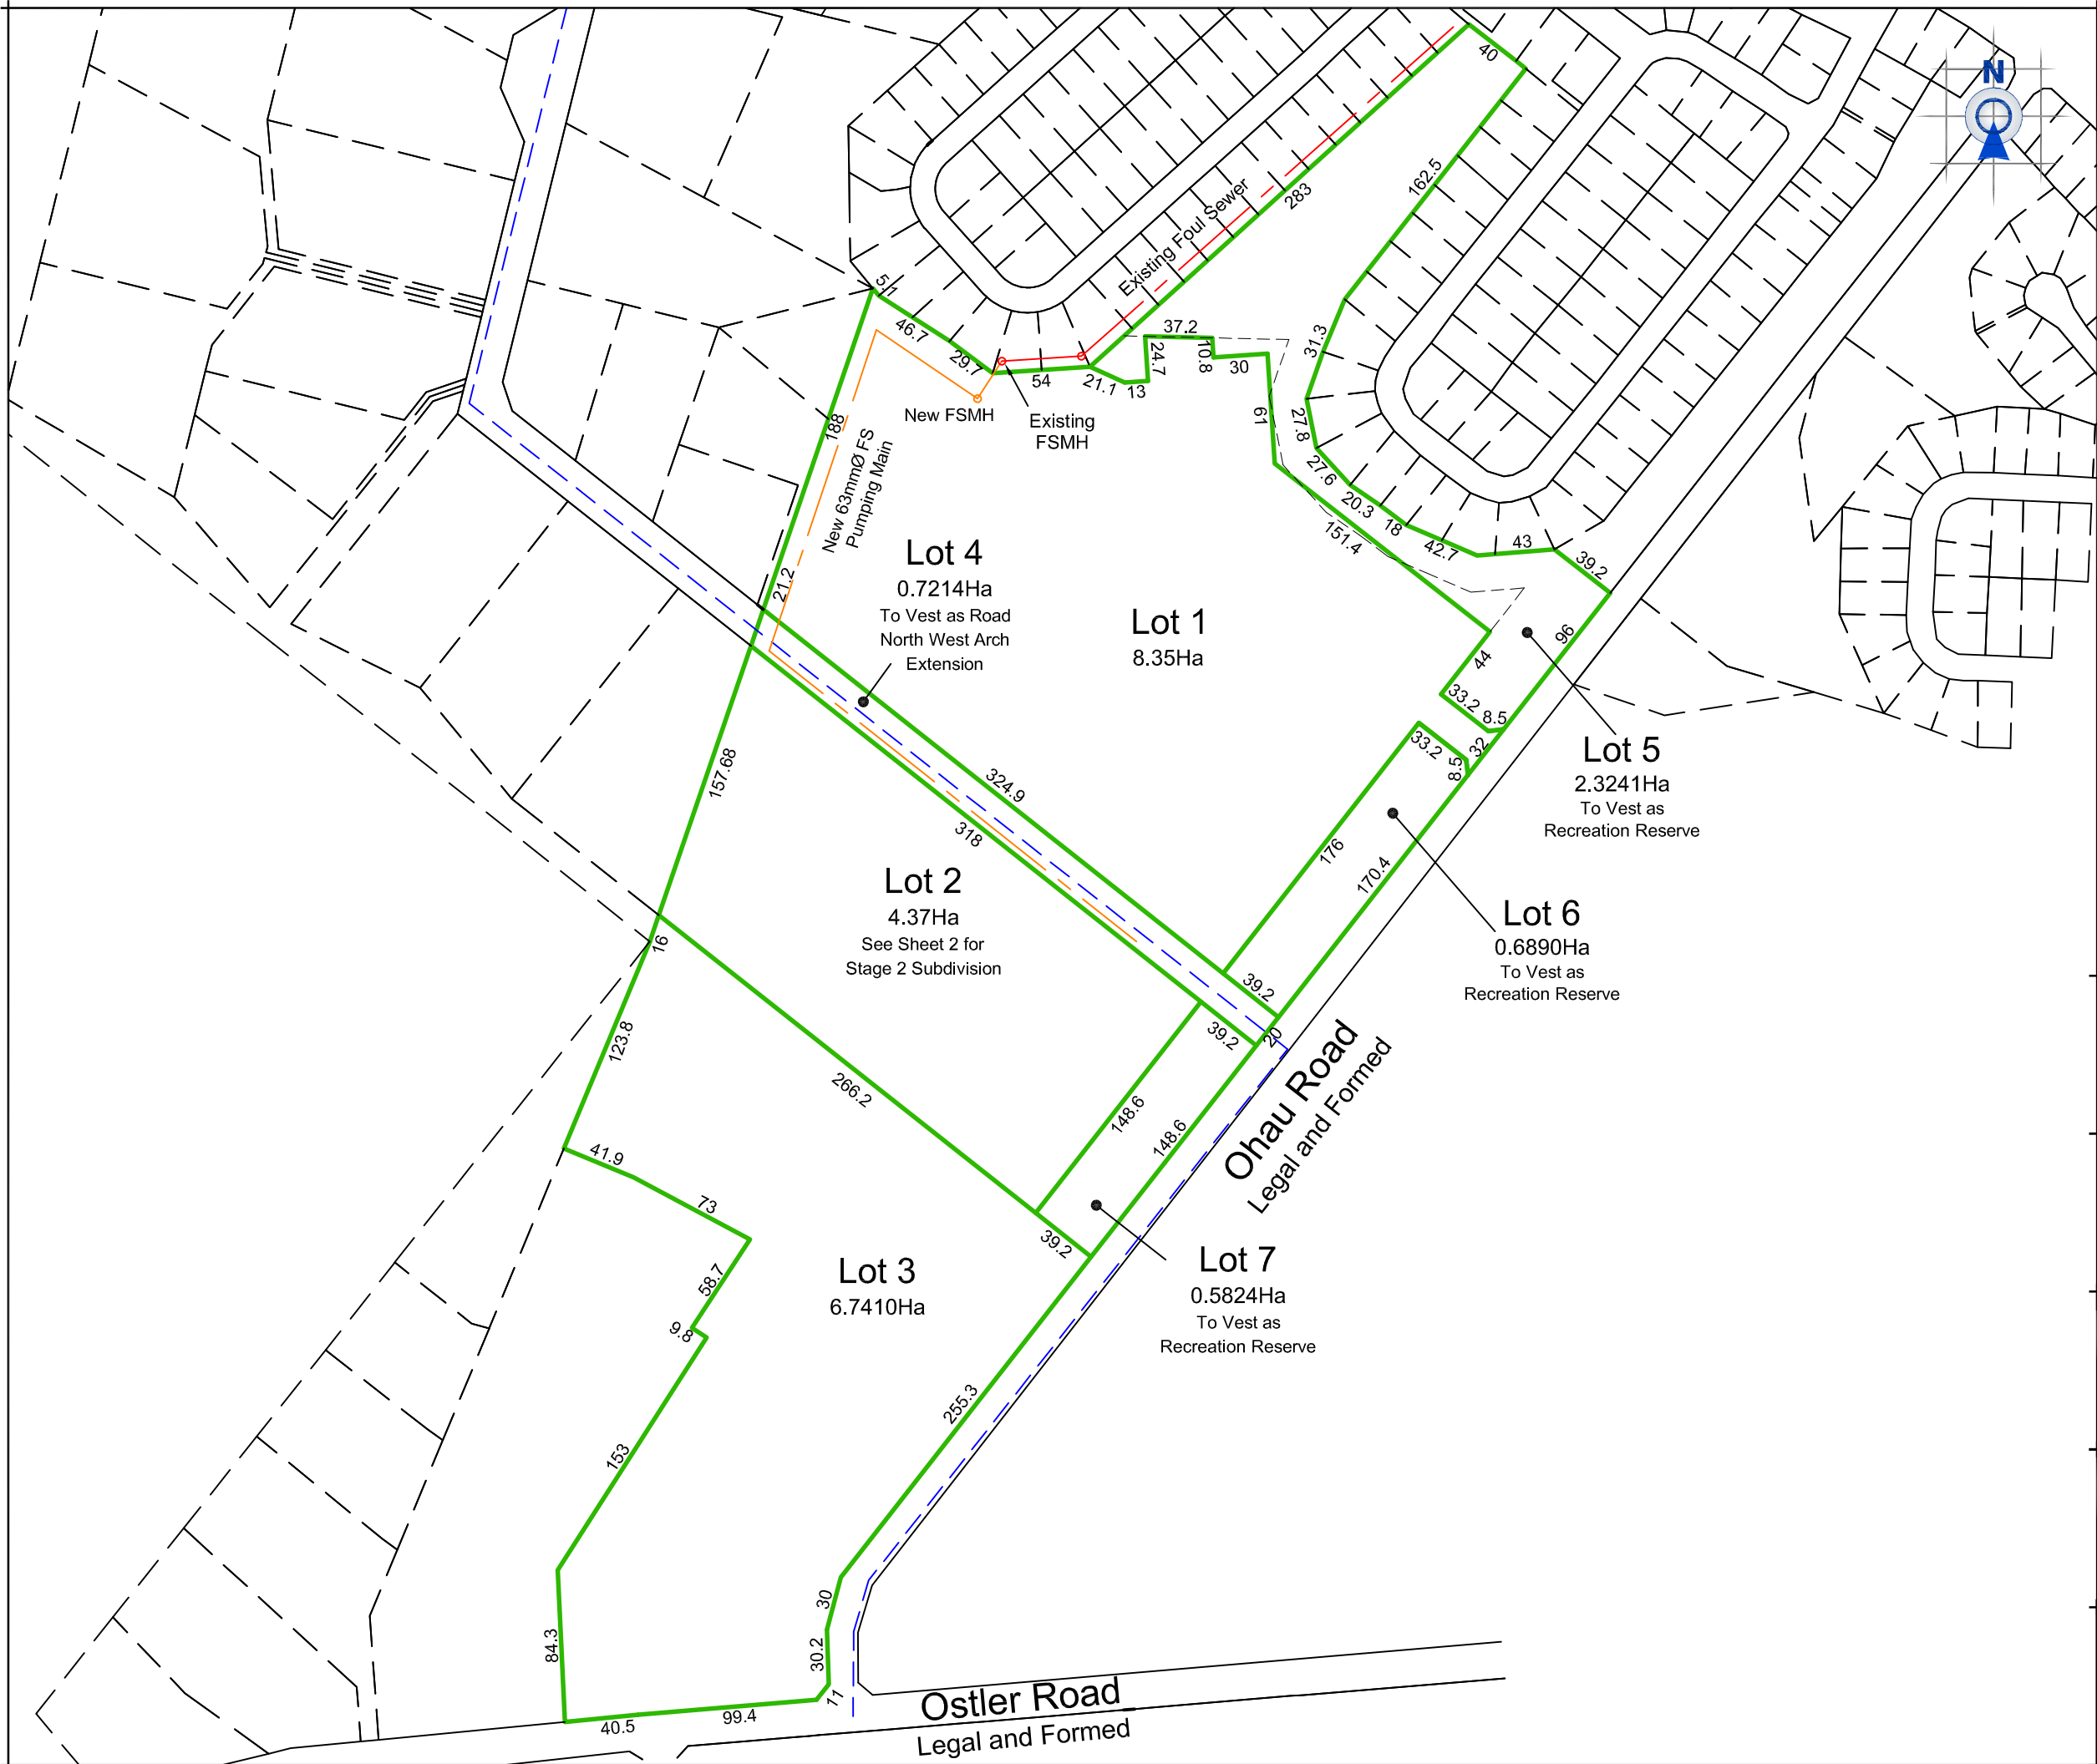 N
40
162.5
283
Existing Foul Sewer
5.1
46.7
29.7
54
21.1
13
24.7
37.2
10.8
30
61
31.3
27.8
27.6
20.3
18
42.7
43
39.2
151.4
96
44
33.2
8.5
32
33.2
8.5
New FSMH
Existing
FSMH
188
New 63mmØ FS
Pumping Main
21.2
Lot 4
0.7214Ha
To Vest as Road
North West Arch
Extension
Lot 1
8.35Ha
Lot 5
2.3241Ha
To Vest as
Recreation Reserve
157.68
324.9
318
176
170.4
Lot 6
0.6890Ha
To Vest as
Recreation Reserve
Lot 2
4.37Ha
See Sheet 2 for
Stage 2 Subdivision
16
39.2
39.2
20
123.8
266.2
148.6
148.6
Ohau Road
Legal and Formed
41.9
73
39.2
Lot 7
0.5824Ha
To Vest as
Recreation Reserve
Lot 3
6.7410Ha
58.7
9.8
255.3
153
30
84.3
30.2
11
40.5
99.4
Ostler Road
Legal and Formed